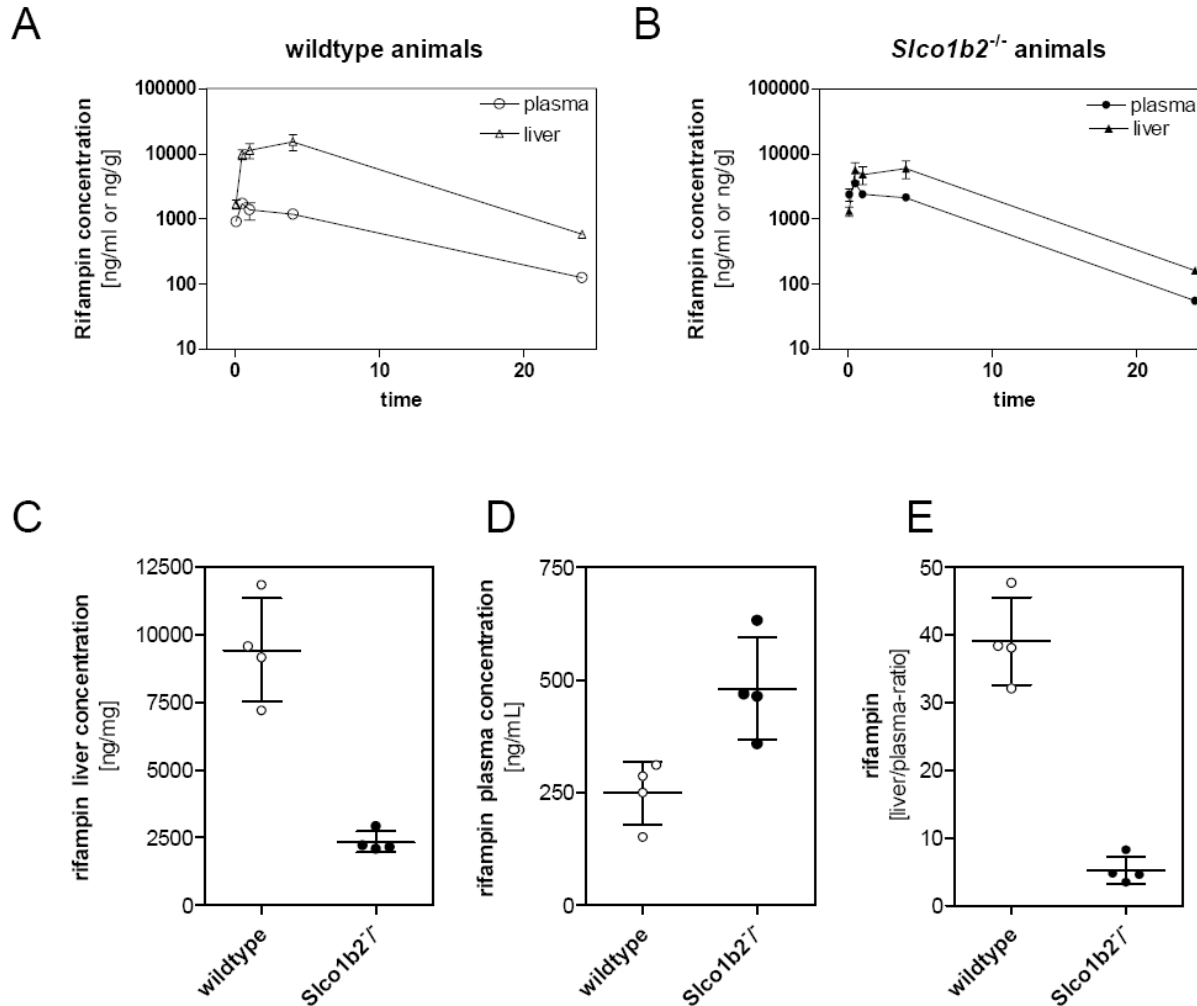 A
wildtype animals
Rifampin concentration
[ng/ml or ng/g]
100000
10000
1000
100
10
plasma
liver
0
10
20
time
B
Slco1b2-/- animals
Rifampin concentration
[ng/ml or ng/g]
100000
10000
1000
100
10
plasma
liver
0
10
20
time
C
rifampin liver concentration
[ng/mg]
12500
10000
7500
5000
2500
0
wildtype
Slco1b2-/-
D
rifampin plasma concentration
[ng/mL]
750
500
250
0
wildtype
Slco1b2-/-
E
rifampin
[liver/plasma-ratio]
50
40
30
20
10
0
wildtype
Slco1b2-/-